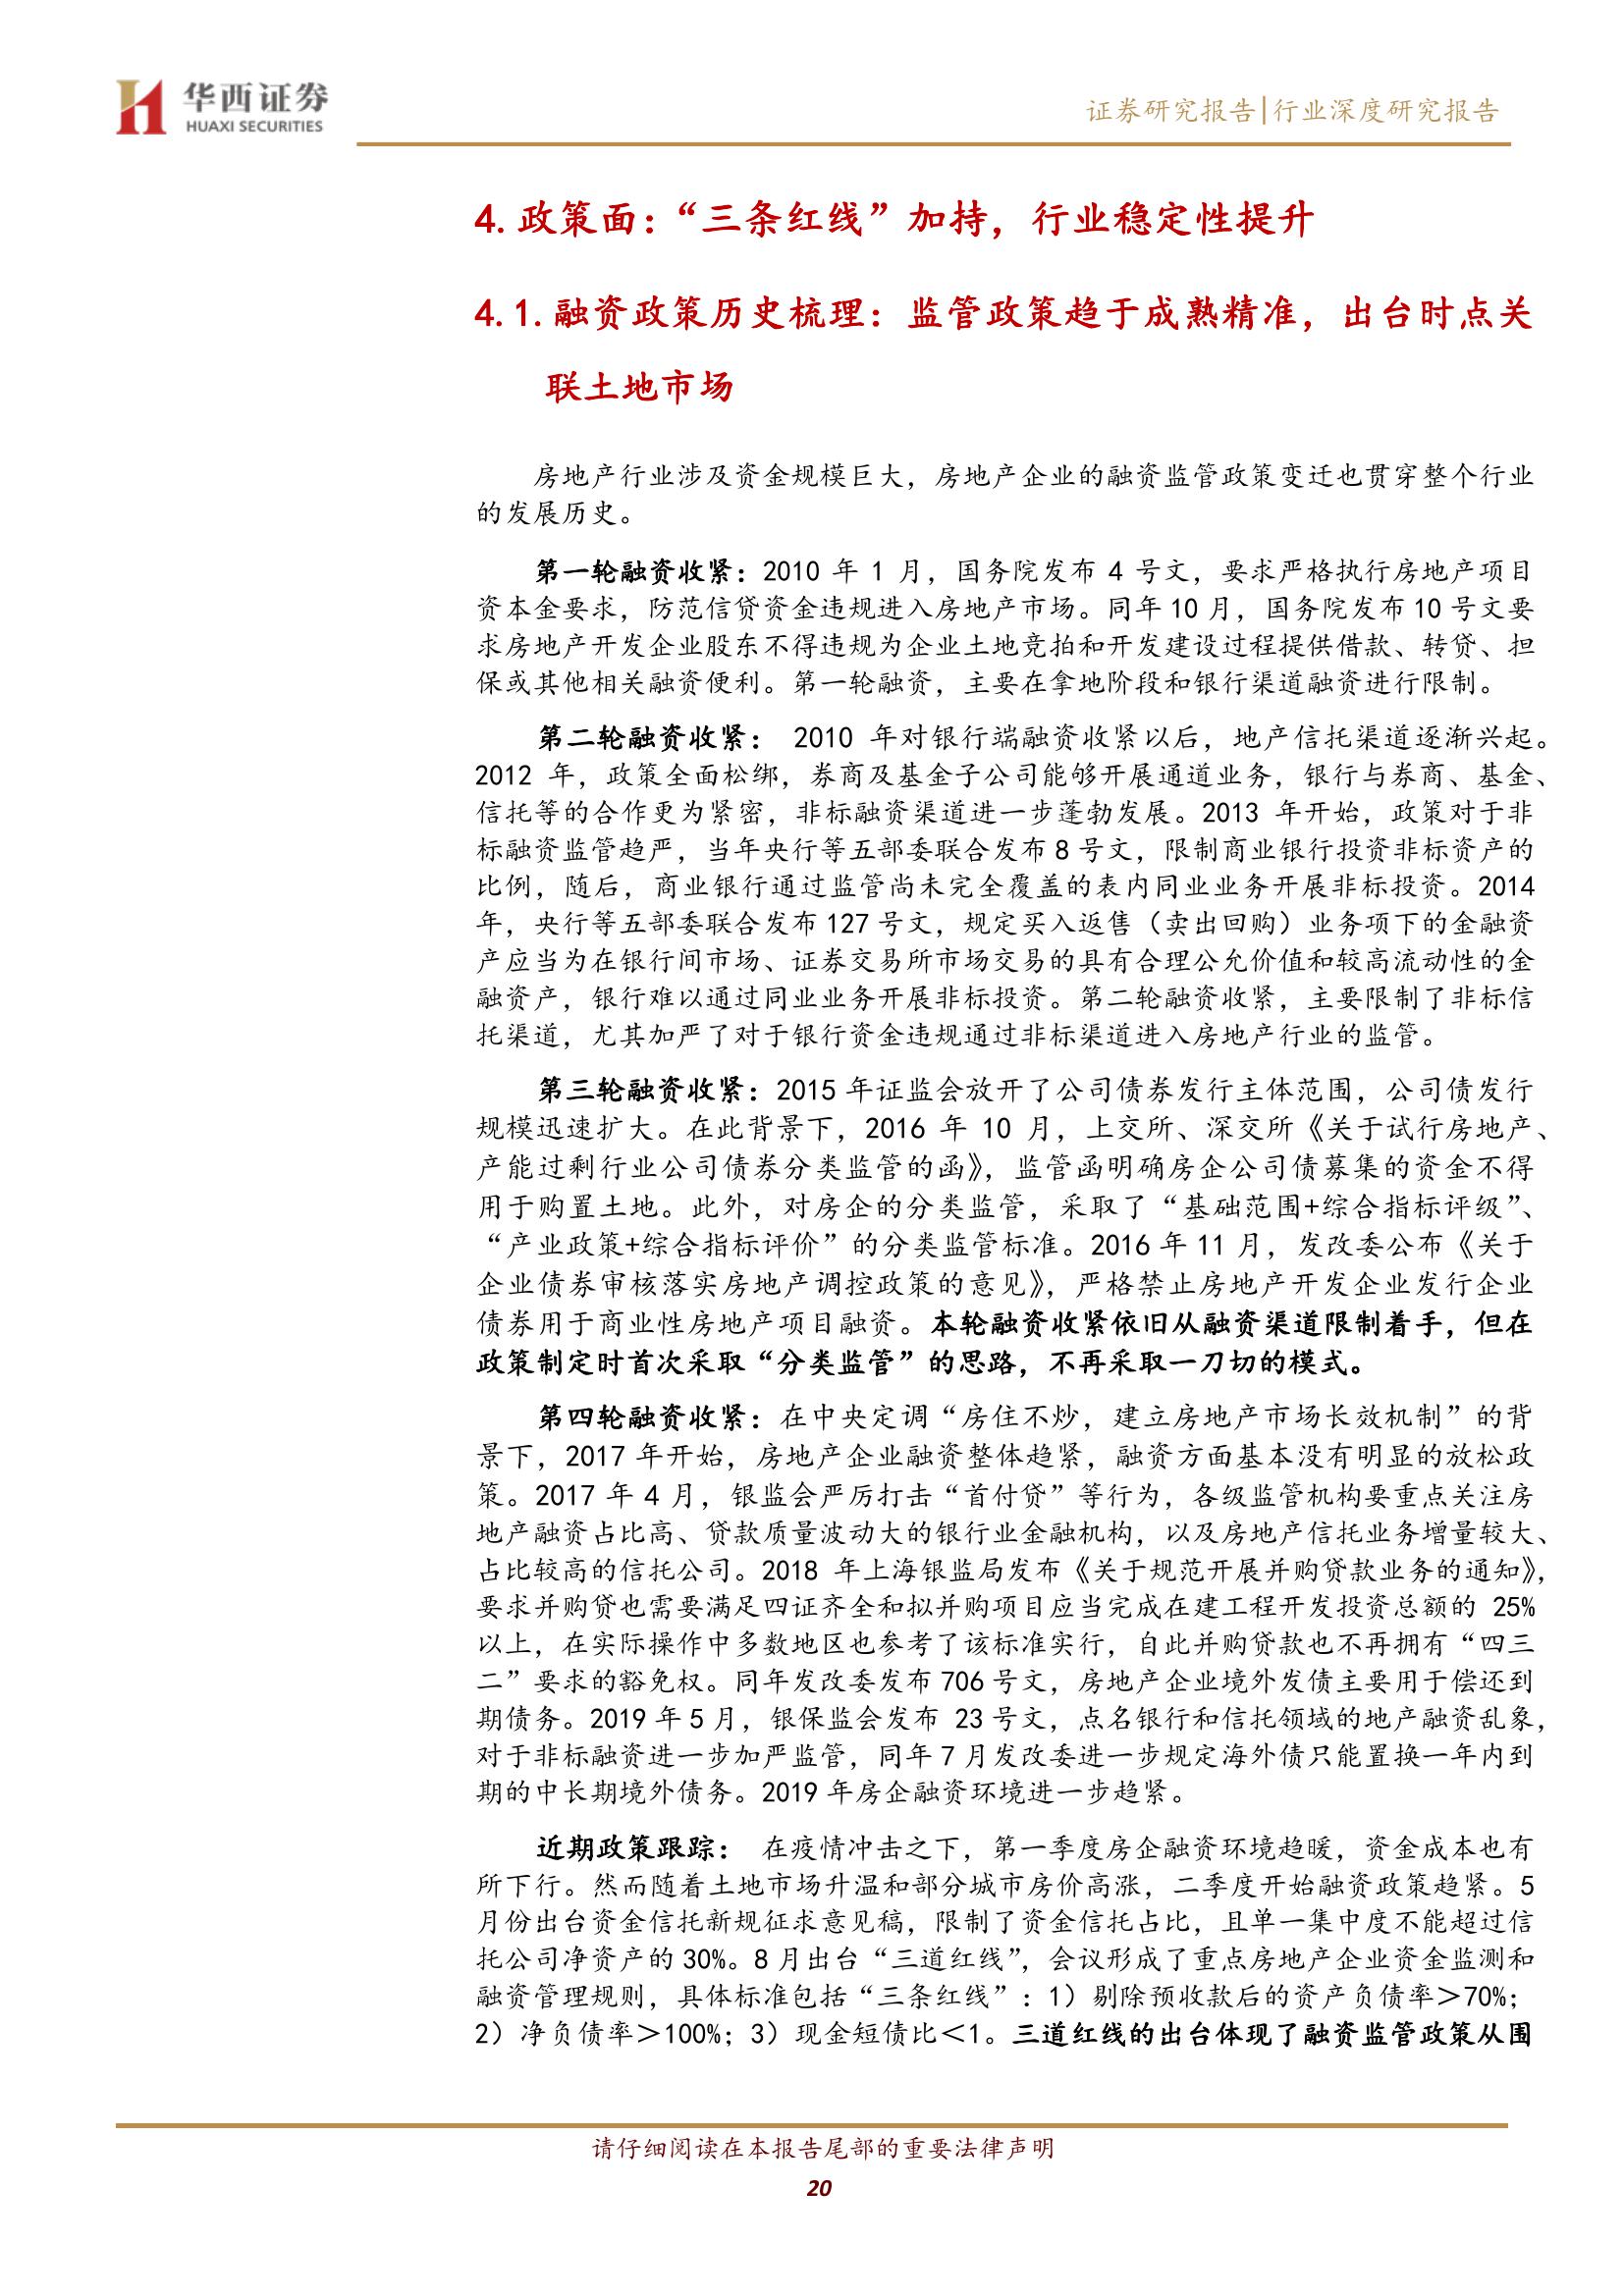 华西证券
HUAXI SECURITIES
证券研究报告|行业深度研究报告
4.政策面：“三条红线”加持，行业稳定性提升
4.1.融资政策历史梳理：监管政策趋于成熟精准，出台时点关
联土地市场
房地产行业涉及资金规模巨大，房地产企业的融资监管政策变迁也贯穿整个行业
的发展历史。
第一轮融资收紧：2010 年 1 月，国务院发布 4 号文，要求严格执行房地产项目
资本金要求，防范信贷资金违规进入房地产市场。同年 10 月，国务院发布 10 号文要
求房地产开发企业股东不得违规为企业土地竞拍和开发建设过程提供借款、转贷、担
保或其他相关融资便利。第一轮融资，主要在拿地阶段和银行渠道融资进行限制。
第二轮融资收紧： 2010 年对银行端融资收紧以后，地产信托渠道逐渐兴起。
2012 年，政策全面松绑，券商及基金子公司能够开展通道业务，银行与券商、基金、
信托等的合作更为紧密，非标融资渠道进一步蓬勃发展。2013 年开始，政策对于非
标融资监管趋严，当年央行等五部委联合发布 8 号文，限制商业银行投资非标资产的
比例，随后，商业银行通过监管尚未完全覆盖的表内同业业务开展非标投资。2014
年，央行等五部委联合发布 127 号文，规定买入返售（卖出回购）业务项下的金融资
产应当为在银行间市场、证券交易所市场交易的具有合理公允价值和较高流动性的金
融资产，银行难以通过同业业务开展非标投资。第二轮融资收紧，主要限制了非标信
托渠道，尤其加严了对于银行资金违规通过非标渠道进入房地产行业的监管。
第三轮融资收紧：2015 年证监会放开了公司债券发行主体范围，公司债发行
规模迅速扩大。在此背景下，2016 年 10 月，上交所、深交所《关于试行房地产、
产能过剩行业公司债券分类监管的函》，监管函明确房企公司债募集的资金不得
用于购置土地。此外，对房企的分类监管，采取了“基础范围+综合指标评级”、
“产业政策+综合指标评价”的分类监管标准。2016 年 11 月，发改委公布《关于
企业债券审核落实房地产调控政策的意见》，严格禁止房地产开发企业发行企业
债券用于商业性房地产项目融资。本轮融资收紧依旧从融资渠道限制着手，但在
政策制定时首次采取“分类监管”的思路，不再采取一刀切的模式。
第四轮融资收紧：在中央定调“房住不炒，建立房地产市场长效机制”的背
景下，2017 年开始，房地产企业融资整体趋紧，融资方面基本没有明显的放松政
策。2017 年 4 月，银监会严厉打击“首付贷”等行为，各级监管机构要重点关注房
地产融资占比高、贷款质量波动大的银行业金融机构，以及房地产信托业务增量较大、
占比较高的信托公司。2018 年上海银监局发布《关于规范开展并购贷款业务的通知》，
要求并购贷也需要满足四证齐全和拟并购项目应当完成在建工程开发投资总额的 25%
以上，在实际操作中多数地区也参考了该标准实行，自此并购贷款也不再拥有“四三
二”要求的豁免权。同年发改委发布 706 号文，房地产企业境外发债主要用于偿还到
期债务。2019 年 5 月，银保监会发布 23 号文，点名银行和信托领域的地产融资乱象，
对于非标融资进一步加严监管，同年 7 月发改委进一步规定海外债只能置换一年内到
期的中长期境外债务。2019 年房企融资环境进一步趋紧。
近期政策跟踪： 在疫情冲击之下，第一季度房企融资环境趋暖，资金成本也有
所下行。然而随着土地市场升温和部分城市房价高涨，二季度开始融资政策趋紧。5
月份出台资金信托新规征求意见稿，限制了资金信托占比，且单一集中度不能超过信
托公司净资产的 30%。8 月出台“三道红线”，会议形成了重点房地产企业资金监测和
融资管理规则，具体标准包括“三条红线”：1）剔除预收款后的资产负债率＞70%；
2）净负债率＞100%；3）现金短债比＜1。三道红线的出台体现了融资监管政策从围
请仔细阅读在本报告尾部的重要法律声明
20